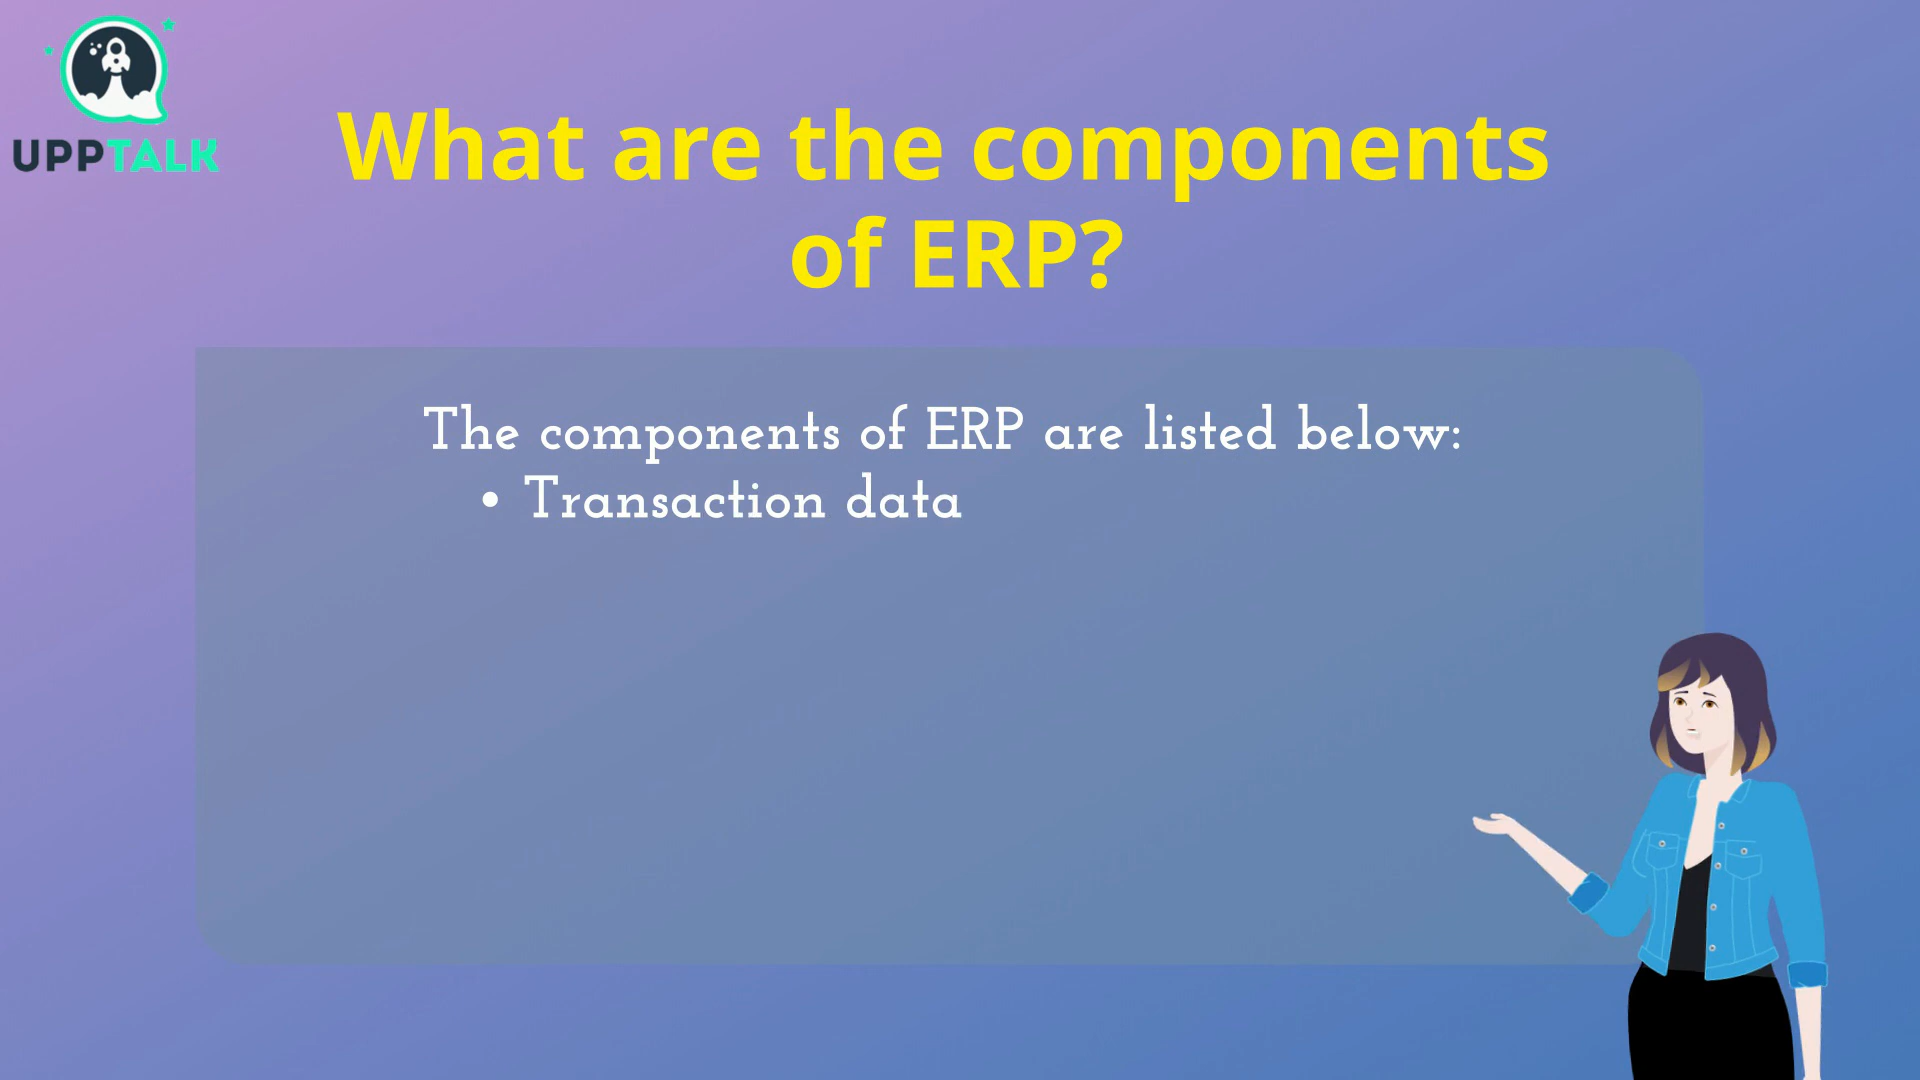 UPPTALK
What are the components
of ERP?
The components of ERP are listed below:
• Transaction data